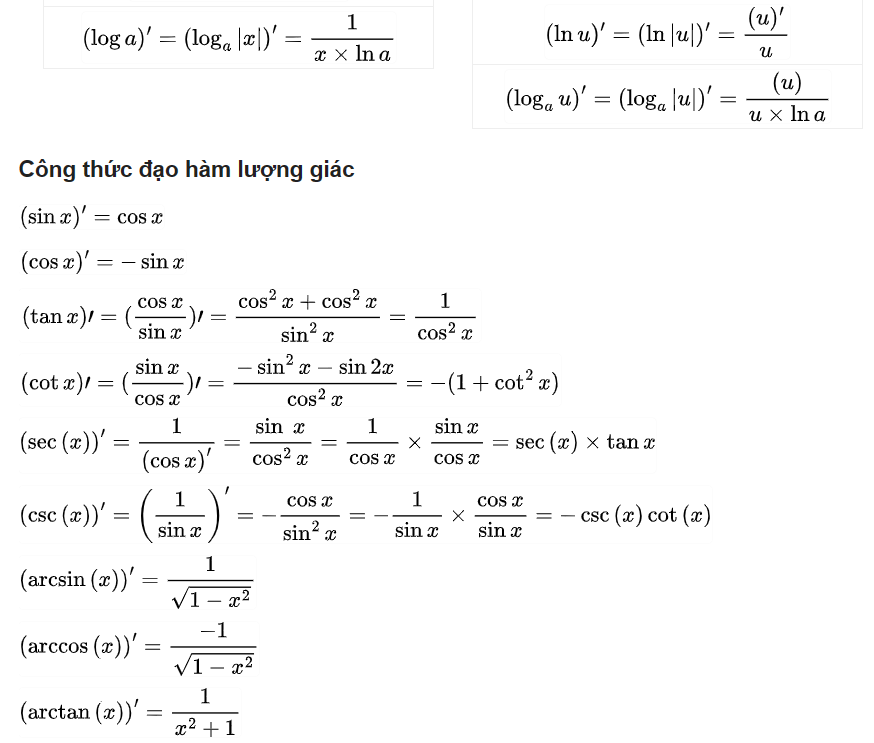 (log a)′ = (logₐ |x|)′ = 1 / (x × ln a)
(ln u)′ = (ln |u|)′ = (u)′ / u
(logₐ u)′ = (logₐ |u|)′ = (u) / (u × ln a)
Công thức đạo hàm lượng giác
(sin x)′ = cos x
(cos x)′ = − sin x
(tan x)′ = (cos x / sin x)′ = (cos² x + cos² x) / sin² x = 1 / cos² x
(cot x)′ = (sin x / cos x)′ = (− sin² x − sin 2x) / cos² x = −(1 + cot² x)
(sec (x))′ = 1 / (cos x)′ = sin x / cos² x = 1 / cos x × sin x / cos x = sec (x) × tan x
(csc (x))′ = (1 / sin x)′ = − cos x / sin² x = − 1 / sin x × cos x / sin x = − csc (x) cot (x)
(arcsin (x))′ = 1 / √(1 − x²)
(arccos (x))′ = −1 / √(1 − x²)
(arctan (x))′ = 1 / (x² + 1)